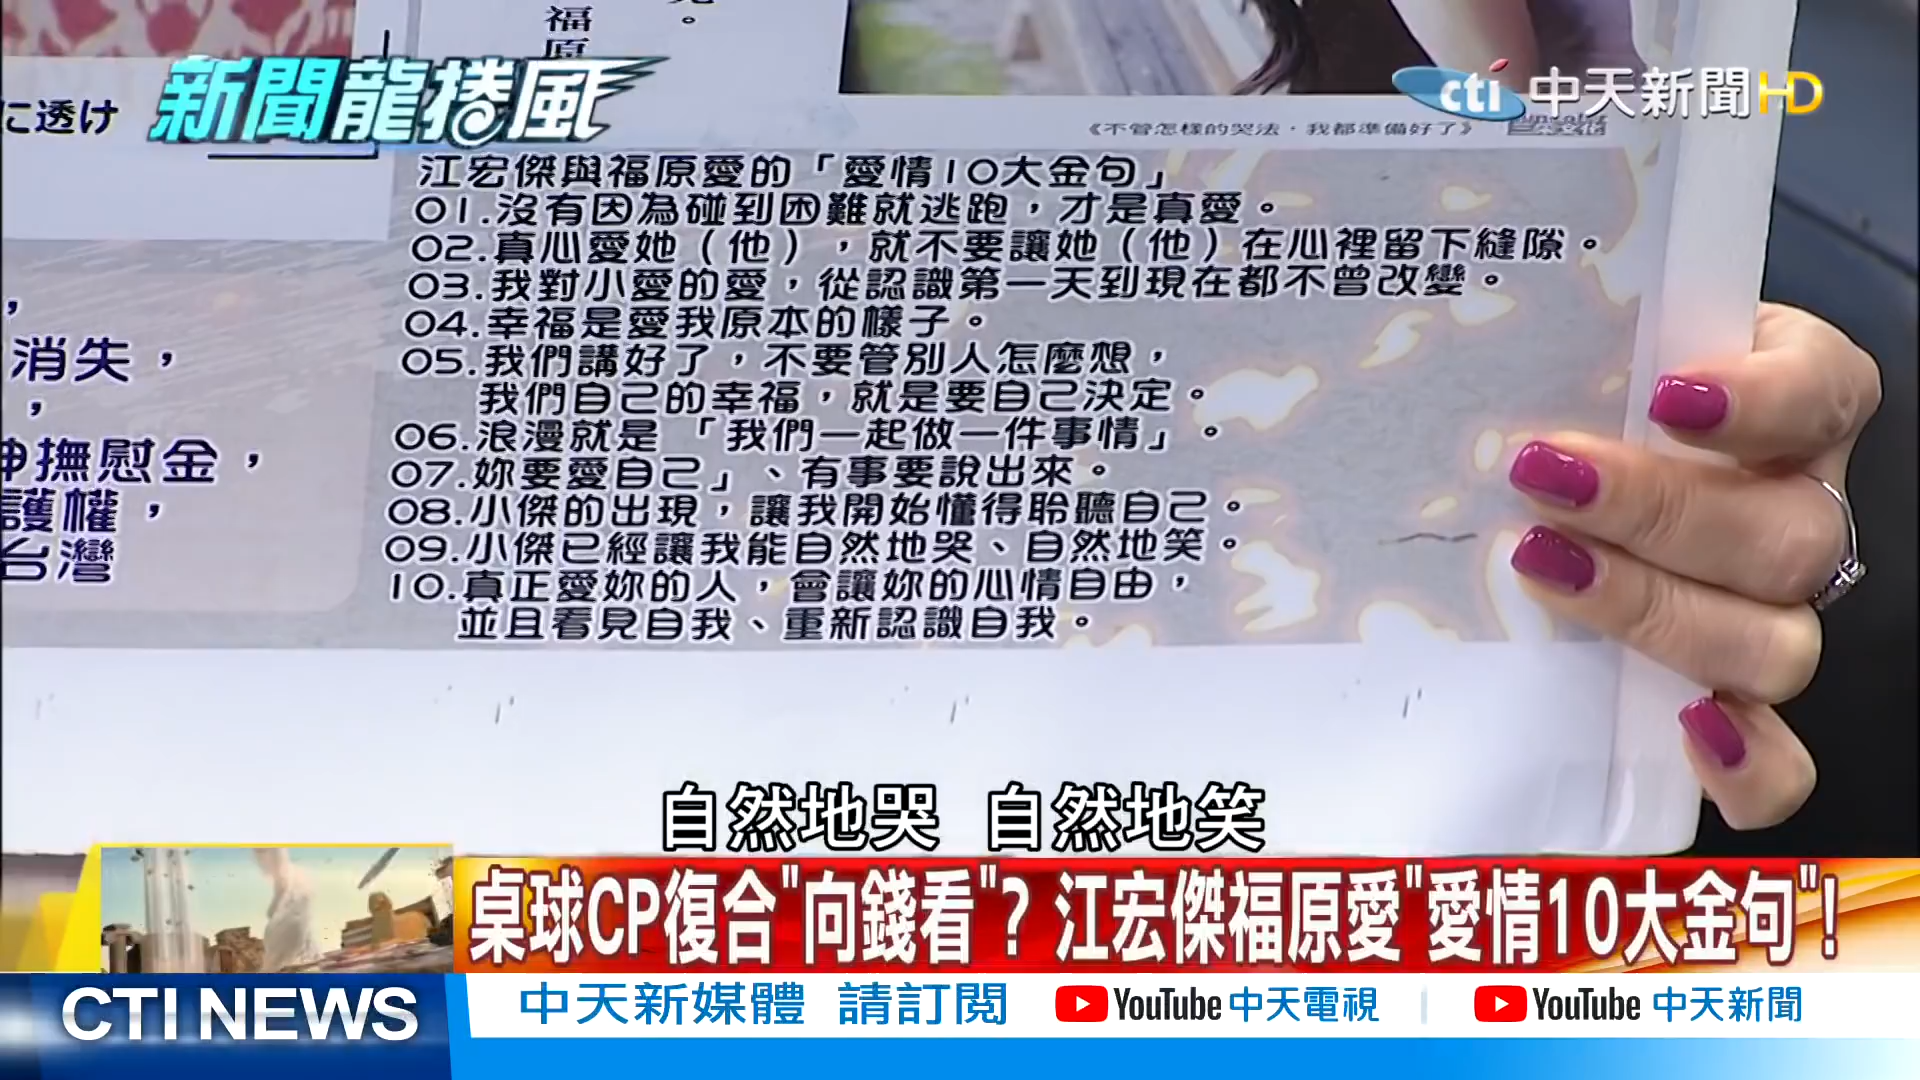 見。
福原
に透け
新聞龍捲風
cti 中天新聞HD
《不管怎樣的哭法，我都準備好了》
江宏傑與福原愛的「愛情10大金句」
01.沒有因為碰到困難就逃跑，才是真愛。
02.真心愛她（他），就不要讓她（他）在心裡留下縫隙。
03.我對小愛的愛，從認識第一天到現在都不曾改變。
04.幸福是愛我原本的樣子。
05.我們講好了，不要管別人怎麼想，
我們自己的幸福，就是要自己決定。
06.浪漫就是「我們一起做一件事情」。
07.妳要愛自己」、有事要說出來。
08.小傑的出現，讓我開始懂得聆聽自己。
09.小傑已經讓我能自然地哭、自然地笑。
10.真正愛妳的人，會讓妳的心情自由，
並且看見自我、重新認識自我。
，
消失，
，
神撫慰金，
護權，
台灣
自然地哭 自然地笑
桌球CP復合"向錢看"? 江宏傑福原愛"愛情10大金句"!
CTI NEWS
中天新媒體 請訂閱 YouTube 中天電視 | YouTube 中天新聞